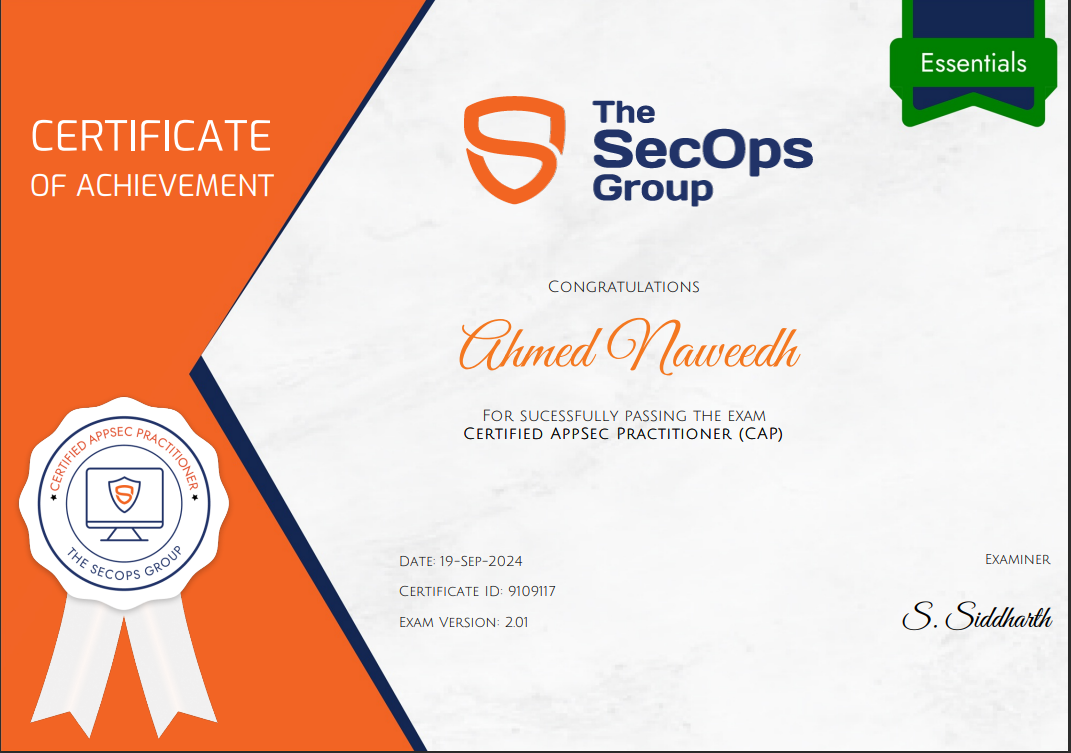 Essentials
CERTIFICATE
OF ACHIEVEMENT
The
SecOps
Group
Congratulations
Ahmed Naweedh
For sucessfully passing the exam
Certified AppSec Practitioner (CAP)
CERTIFIED APPSEC PRACTITIONER
THE SECOPS GROUP
Date: 19-Sep-2024
Certificate ID: 9109117
Exam Version: 2.01
Examiner
S. Siddharth